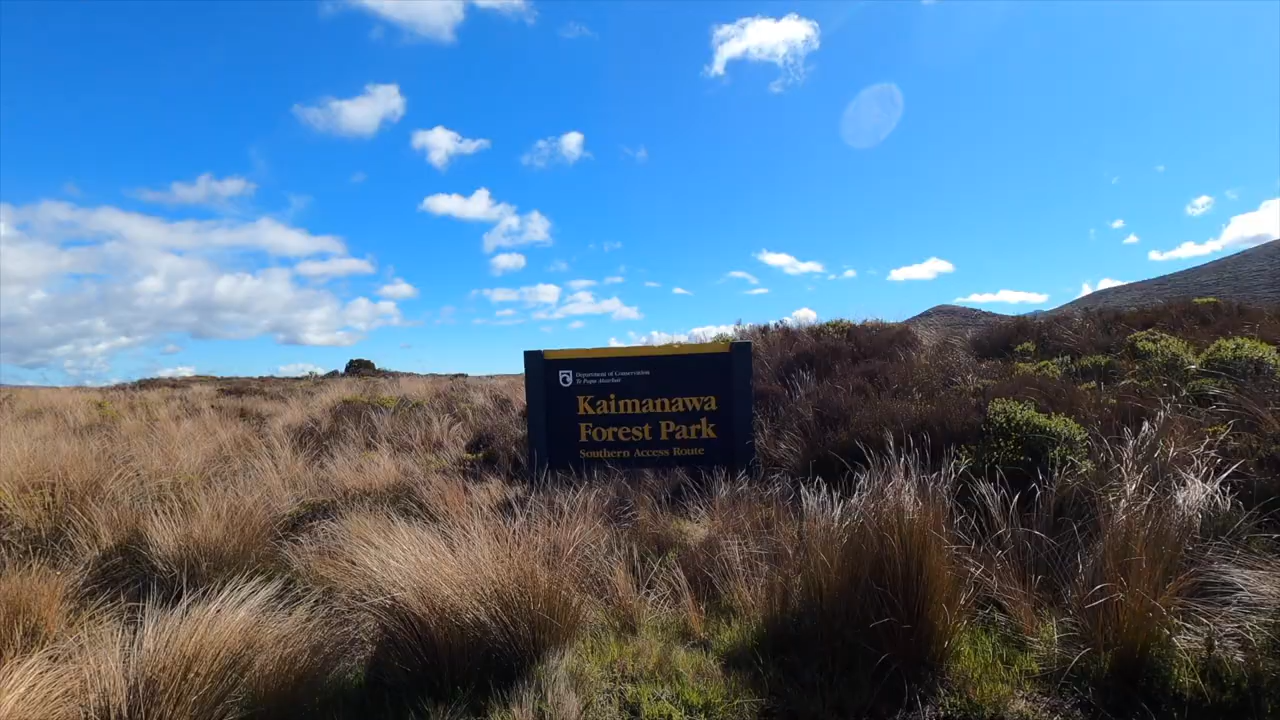 Department of Conservation
Te Papa Atawhai
Kaimanawa
Forest Park
Southern Access Route